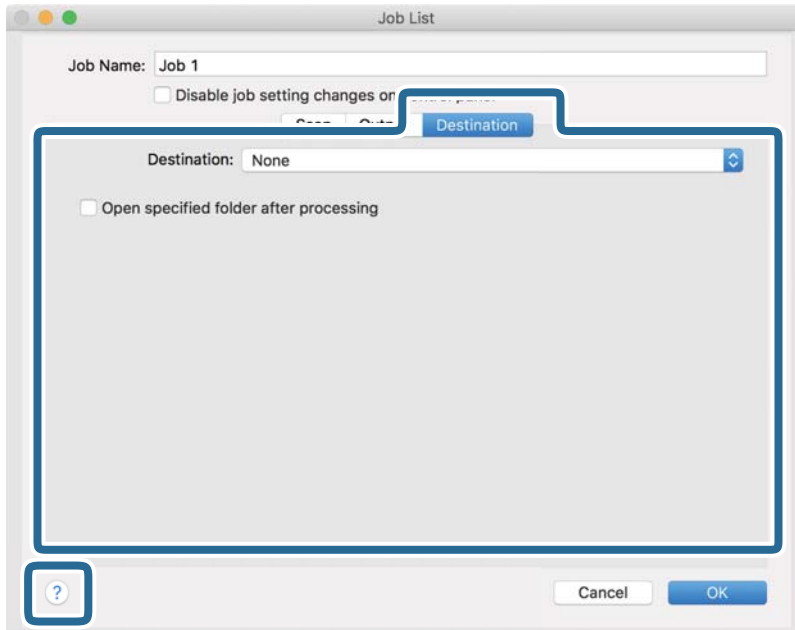 Job List
Job Name: Job 1
Disable job setting changes on
Destination
Destination: None
Open specified folder after processing
? Cancel OK